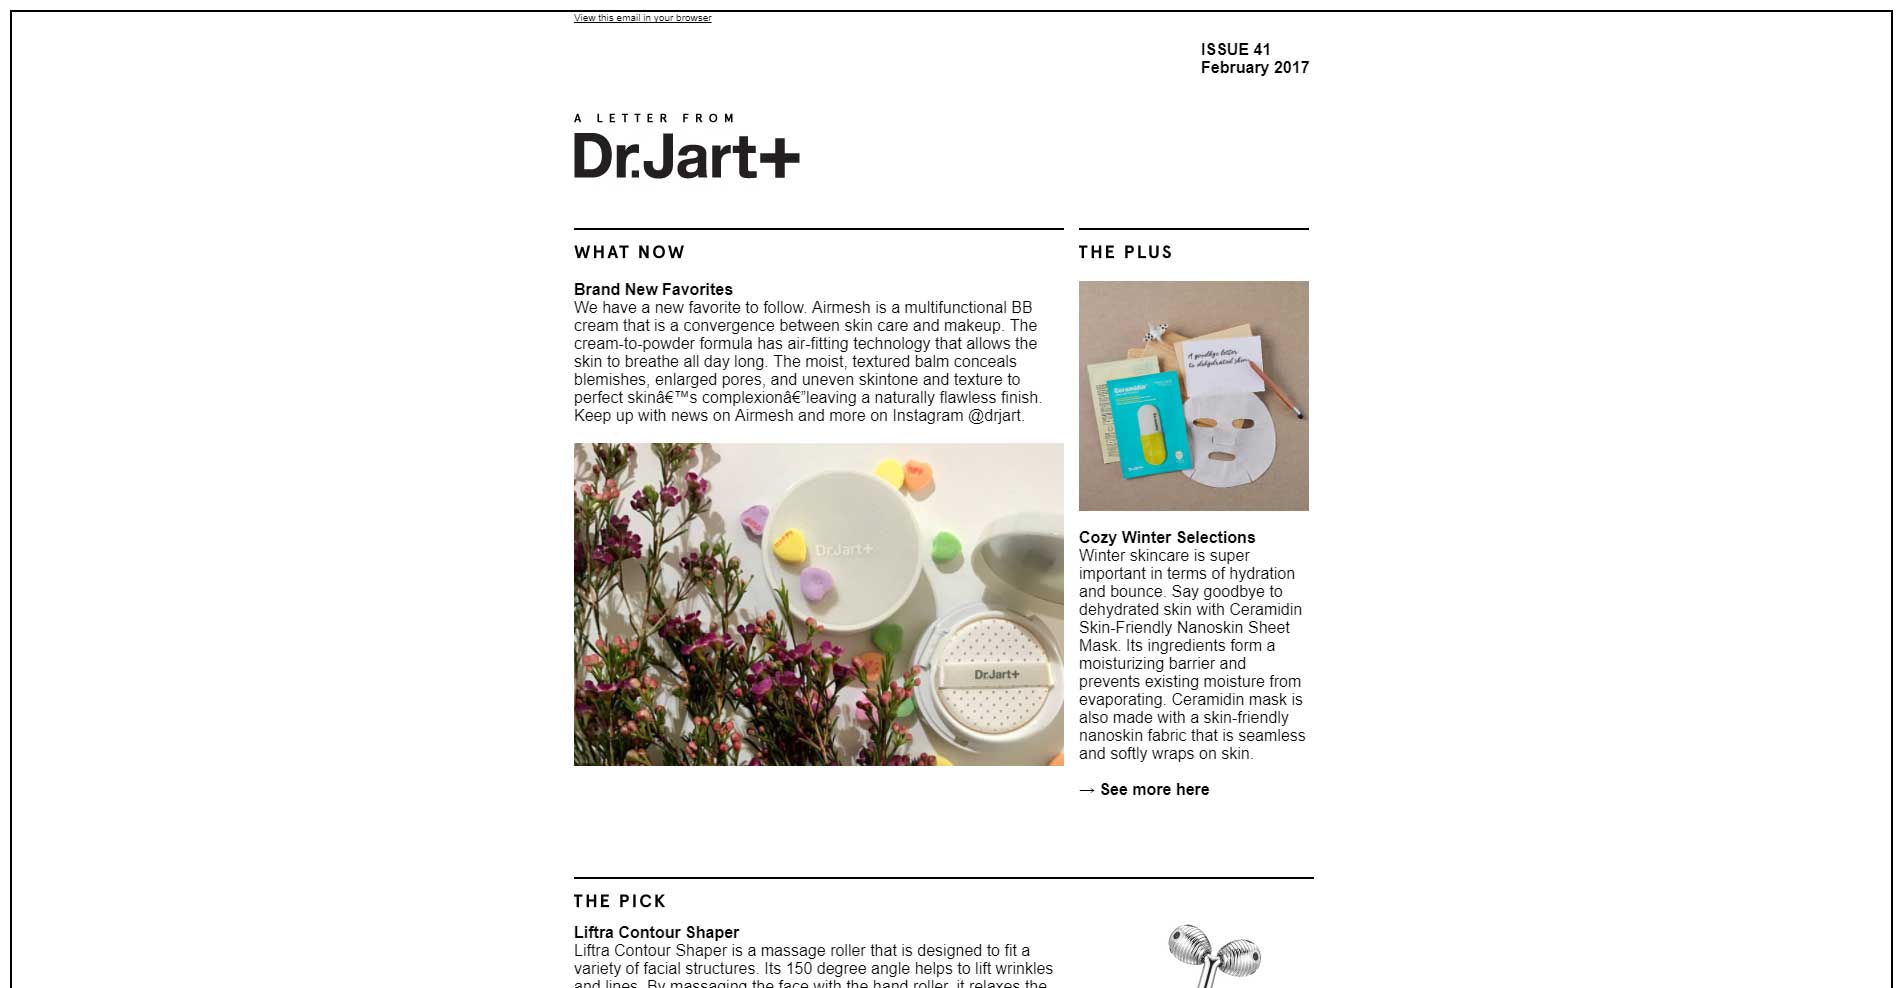 View this email in your browser
ISSUE 41
February 2017
A LETTER FROM
Dr.Jart+
WHAT NOW
Brand New Favorites
We have a new favorite to follow. Airmesh is a multifunctional BB
cream that is a convergence between skin care and makeup. The
cream-to-powder formula has air-fitting technology that allows the
skin to breathe all day long. The moist, textured balm conceals
blemishes, enlarged pores, and uneven skintone and texture to
perfect skinâ€™s complexionâ€”leaving a naturally flawless finish.
Keep up with news on Airmesh and more on Instagram @drjart.
HAPPY
Dr.Jart+
Dr.Jart+
THE PLUS
A goodbye letter
to dehydrated skin
Ceramidin
Cozy Winter Selections
Winter skincare is super
important in terms of hydration
and bounce. Say goodbye to
dehydrated skin with Ceramidin
Skin-Friendly Nanoskin Sheet
Mask. Its ingredients form a
moisturizing barrier and
prevents existing moisture from
evaporating. Ceramidin mask is
also made with a skin-friendly
nanoskin fabric that is seamless
and softly wraps on skin.
→ See more here
THE PICK
Liftra Contour Shaper
Liftra Contour Shaper is a massage roller that is designed to fit a
variety of facial structures. Its 150 degree angle helps to lift wrinkles
and lines. By massaging the face with the hand roller, it relaxes the